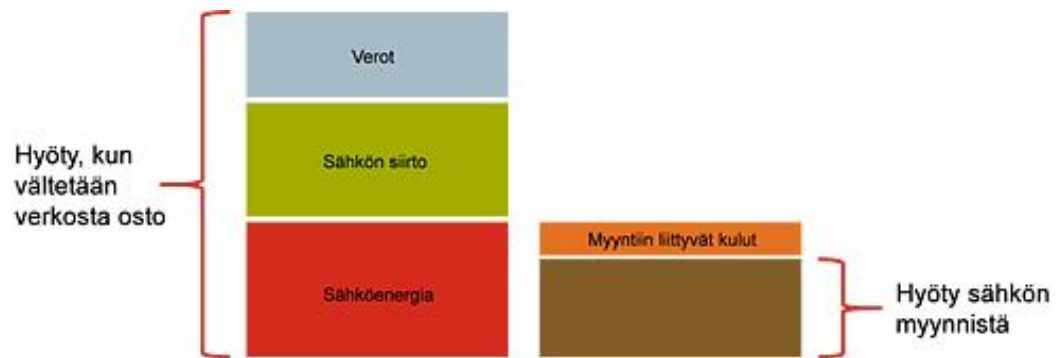 Verot
Sähkön siirto
Hyöty, kun
vältetään
verkosta osto
Myyntiin liittyvät kulut
Sähköenergia
Hyöty sähkön
myynnistä